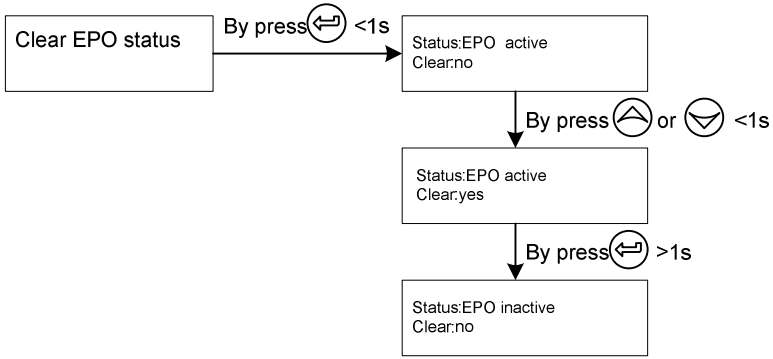 Clear EPO status
By press <1s
Status:EPO active
Clear:no
By press or <1s
Status:EPO active
Clear:yes
By press >1s
Status:EPO inactive
Clear:no